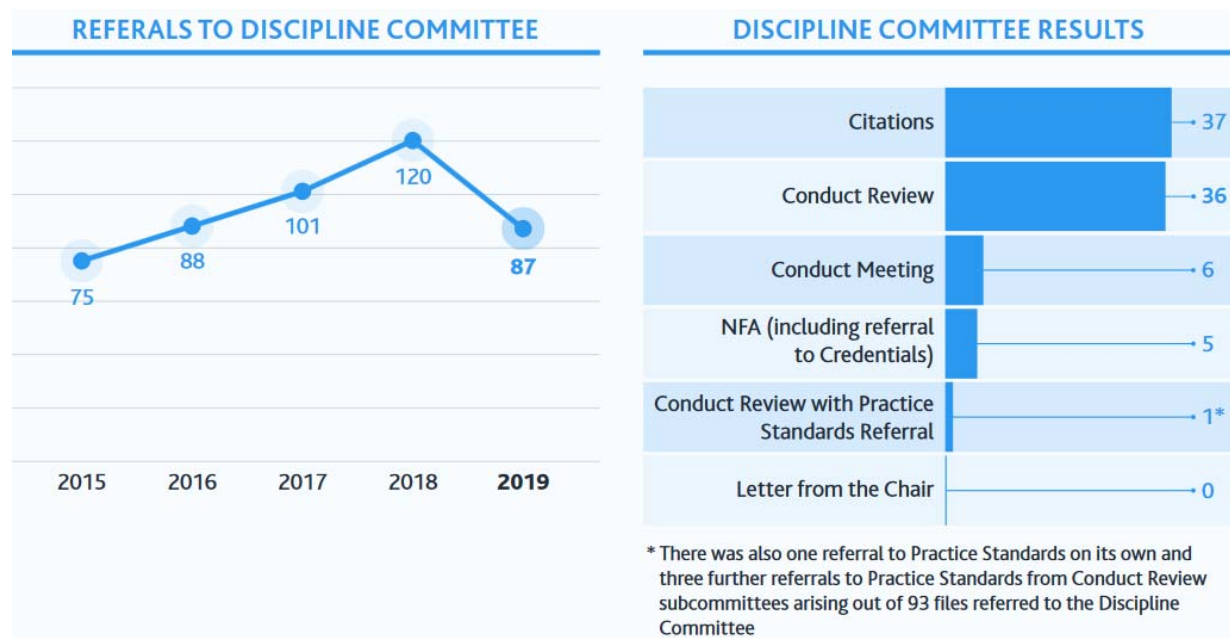 REFERRALS TO DISCIPLINE COMMITTEE
75
88
101
120
87
2015 2016 2017 2018 2019
DISCIPLINE COMMITTEE RESULTS
Citations 37
Conduct Review 36
Conduct Meeting 6
NFA (including referral
to Credentials) 5
Conduct Review with Practice
Standards Referral 1*
Letter from the Chair 0
* There was also one referral to Practice Standards on its own and
three further referrals to Practice Standards from Conduct Review
subcommittees arising out of 93 files referred to the Discipline
Committee